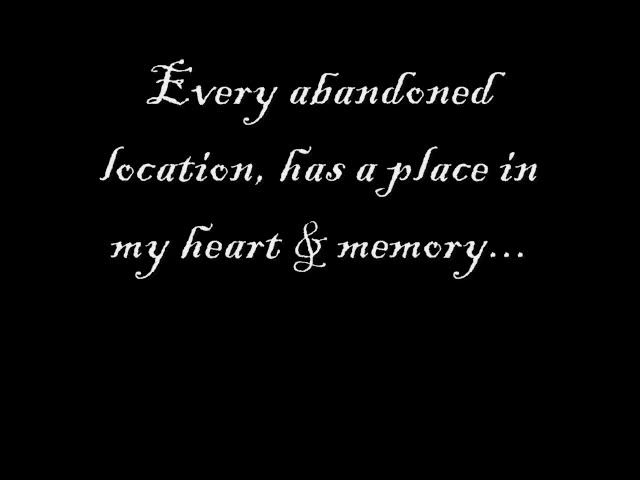 Every abandoned
location, has a place in
my heart & memory...